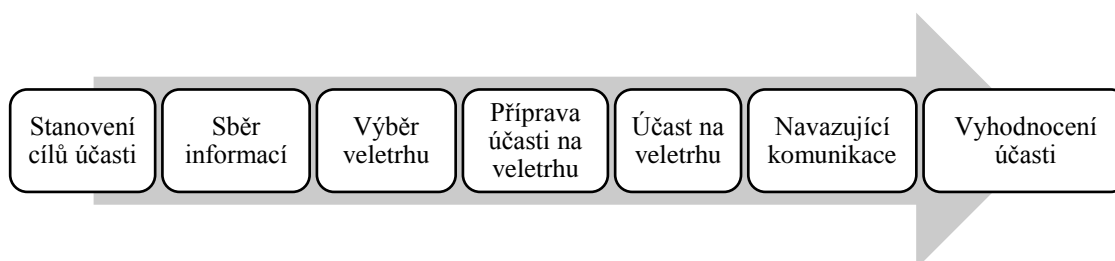 Stanovení
cílů účasti
Sběr
informací
Výběr
veletrhu
Příprava
účasti na
veletrhu
Účast na
veletrhu
Navazující
komunikace
Vyhodnocení
účasti